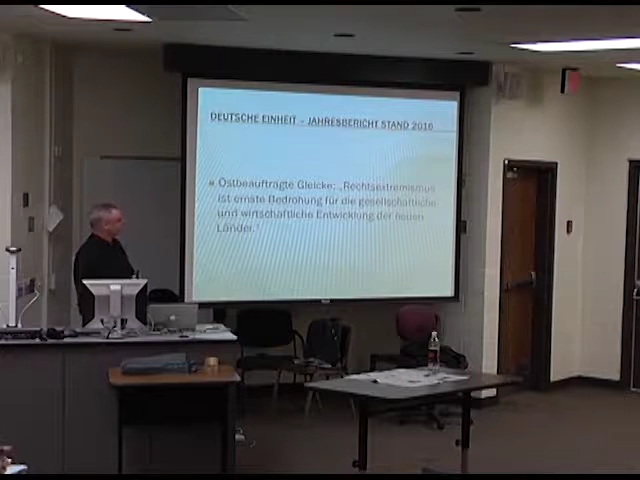 DEUTSCHE EINHEIT – JAHRESBERICHT STAND 2016
Ostbeauftragte Gleicke: „Rechtsextremismus
ist ernste Bedrohung für die gesellschaftliche
und wirtschaftliche Entwicklung der neuen
Länder.“